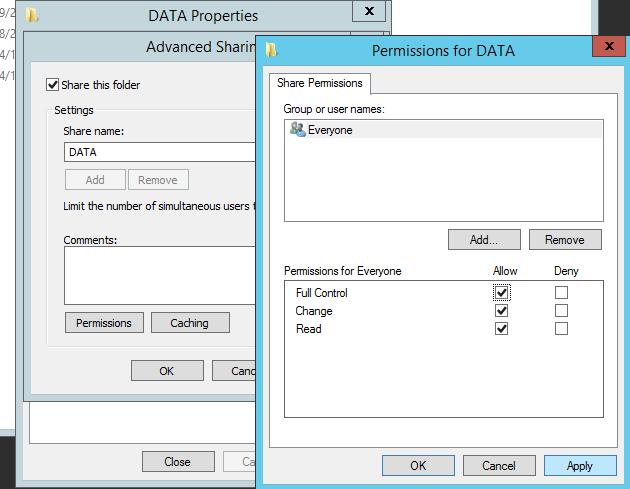 9/2
8/2
4/1
4/1
DATA Properties
x
Advanced Sharin
Share this folder
Settings
Share name:
DATA
Add
Remove
Limit the number of simultaneous users t
Comments:
Permissions
Caching
OK
Canc
Close
Ca
Permissions for DATA
x
Share Permissions
Group or user names:
Everyone
Add...
Remove
Permissions for Everyone Allow Deny
Full Control
Change
Read
OK
Cancel
Apply